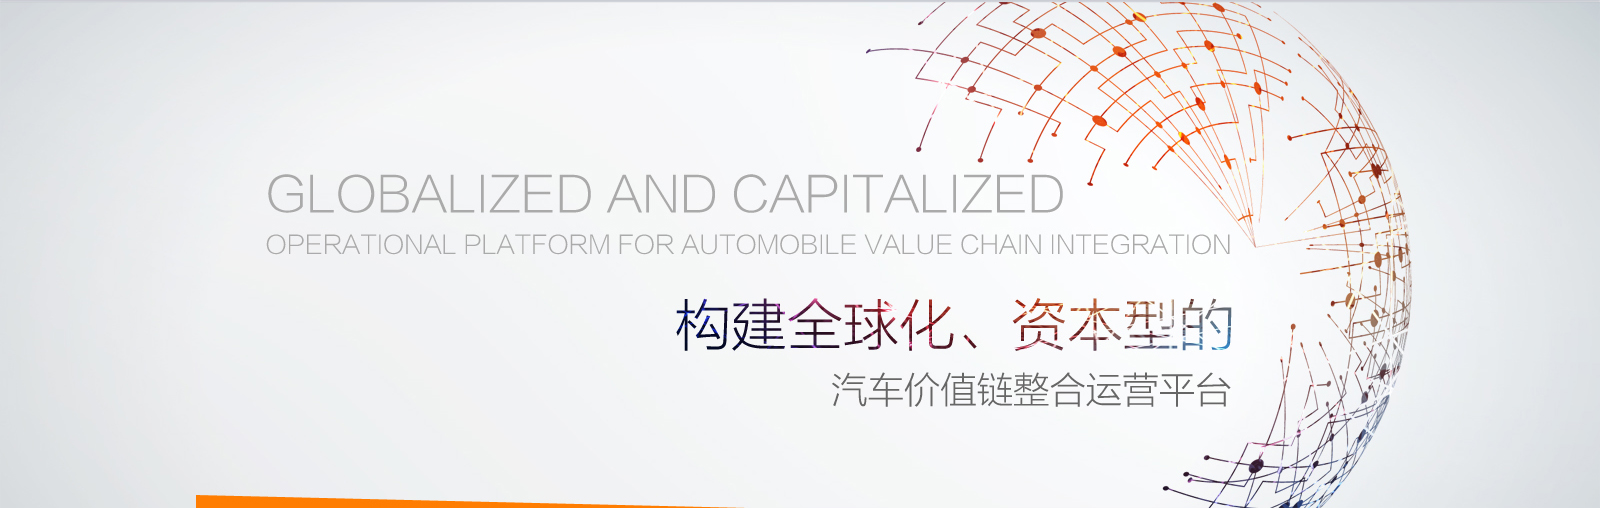 GLOBALIZED AND CAPITALIZED
OPERATIONAL PLATFORM FOR AUTOMOBILE VALUE CHAIN INTEGRATION
构建全球化、资本型的
汽车价值链整合运营平台